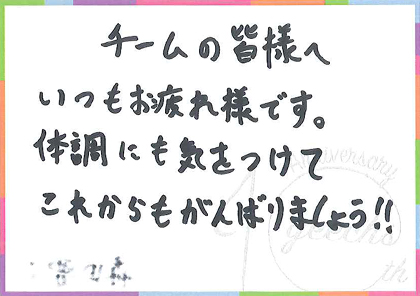 チームの皆様へ
いつもお疲れ様です。
体調にも気をつけて
これからもがんばりましょう!!
Anniversary
10
th